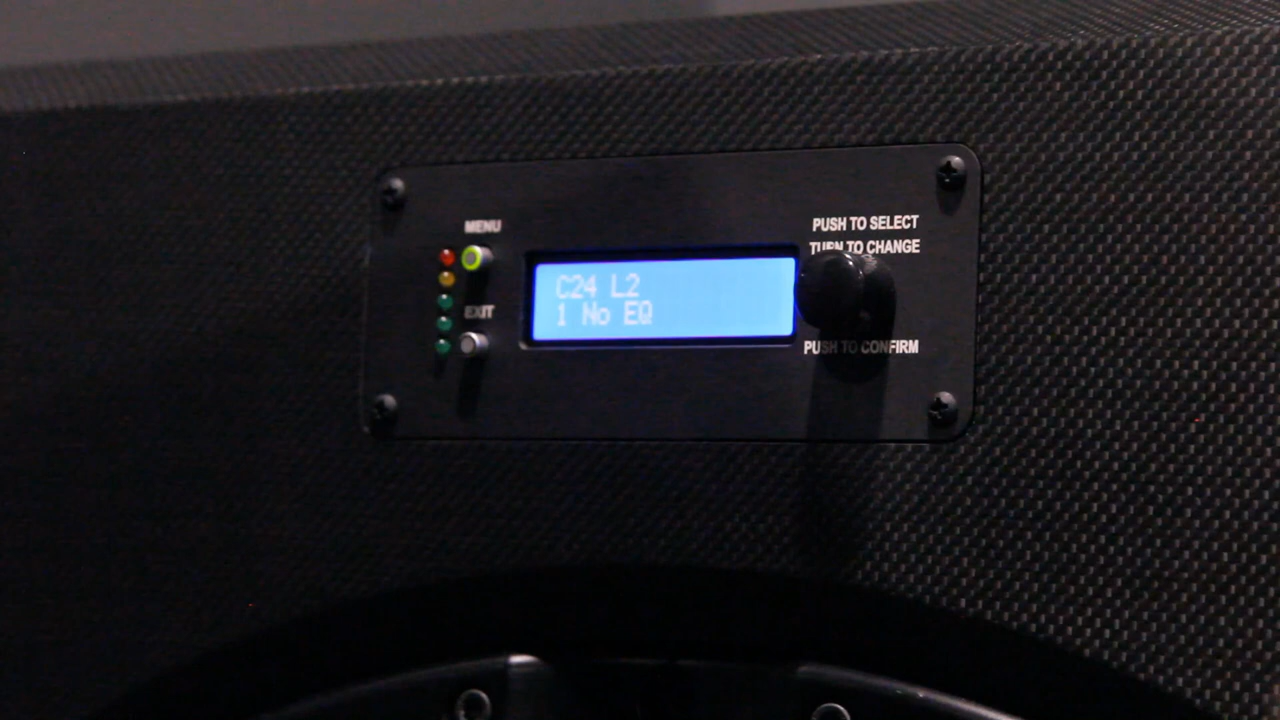 MENU
EXIT
C24 L2
1 No EQ
PUSH TO SELECT
TURN TO CHANGE
PUSH TO CONFIRM